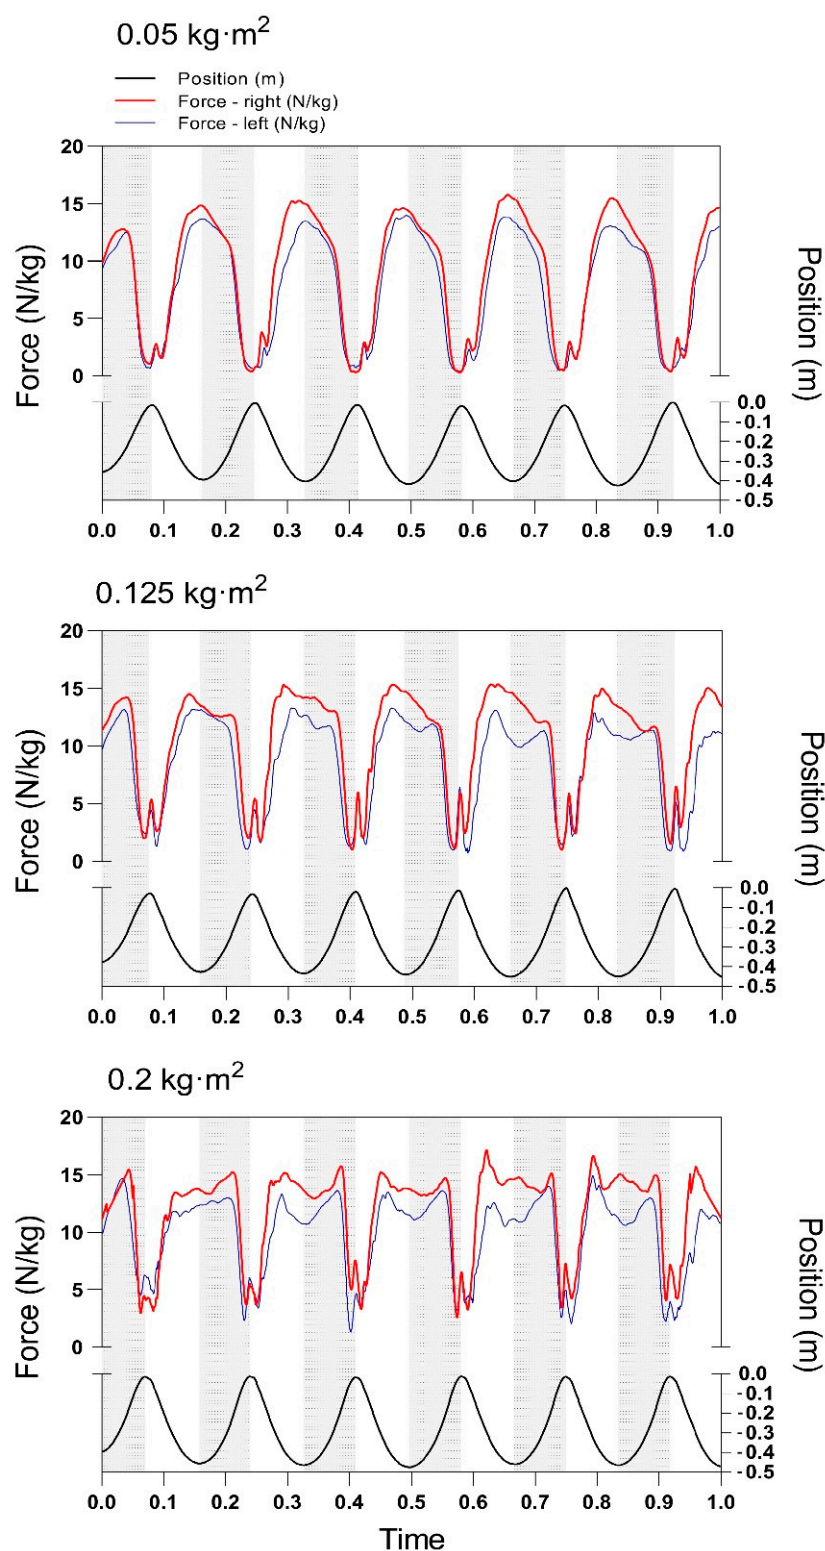 0.05 kg·m²
Position (m)
Force - right (N/kg)
Force - left (N/kg)
20
15
10
5
0
Force (N/kg)
Position (m)
0.0
-0.1
-0.2
-0.3
-0.4
-0.5
0.0 0.1 0.2 0.3 0.4 0.5 0.6 0.7 0.8 0.9 1.0
0.125 kg·m²
20
15
10
5
0
Force (N/kg)
Position (m)
0.0
-0.1
-0.2
-0.3
-0.4
-0.5
0.0 0.1 0.2 0.3 0.4 0.5 0.6 0.7 0.8 0.9 1.0
0.2 kg·m²
20
15
10
5
0
Force (N/kg)
Position (m)
0.0
-0.1
-0.2
-0.3
-0.4
-0.5
0.0 0.1 0.2 0.3 0.4 0.5 0.6 0.7 0.8 0.9 1.0
Time